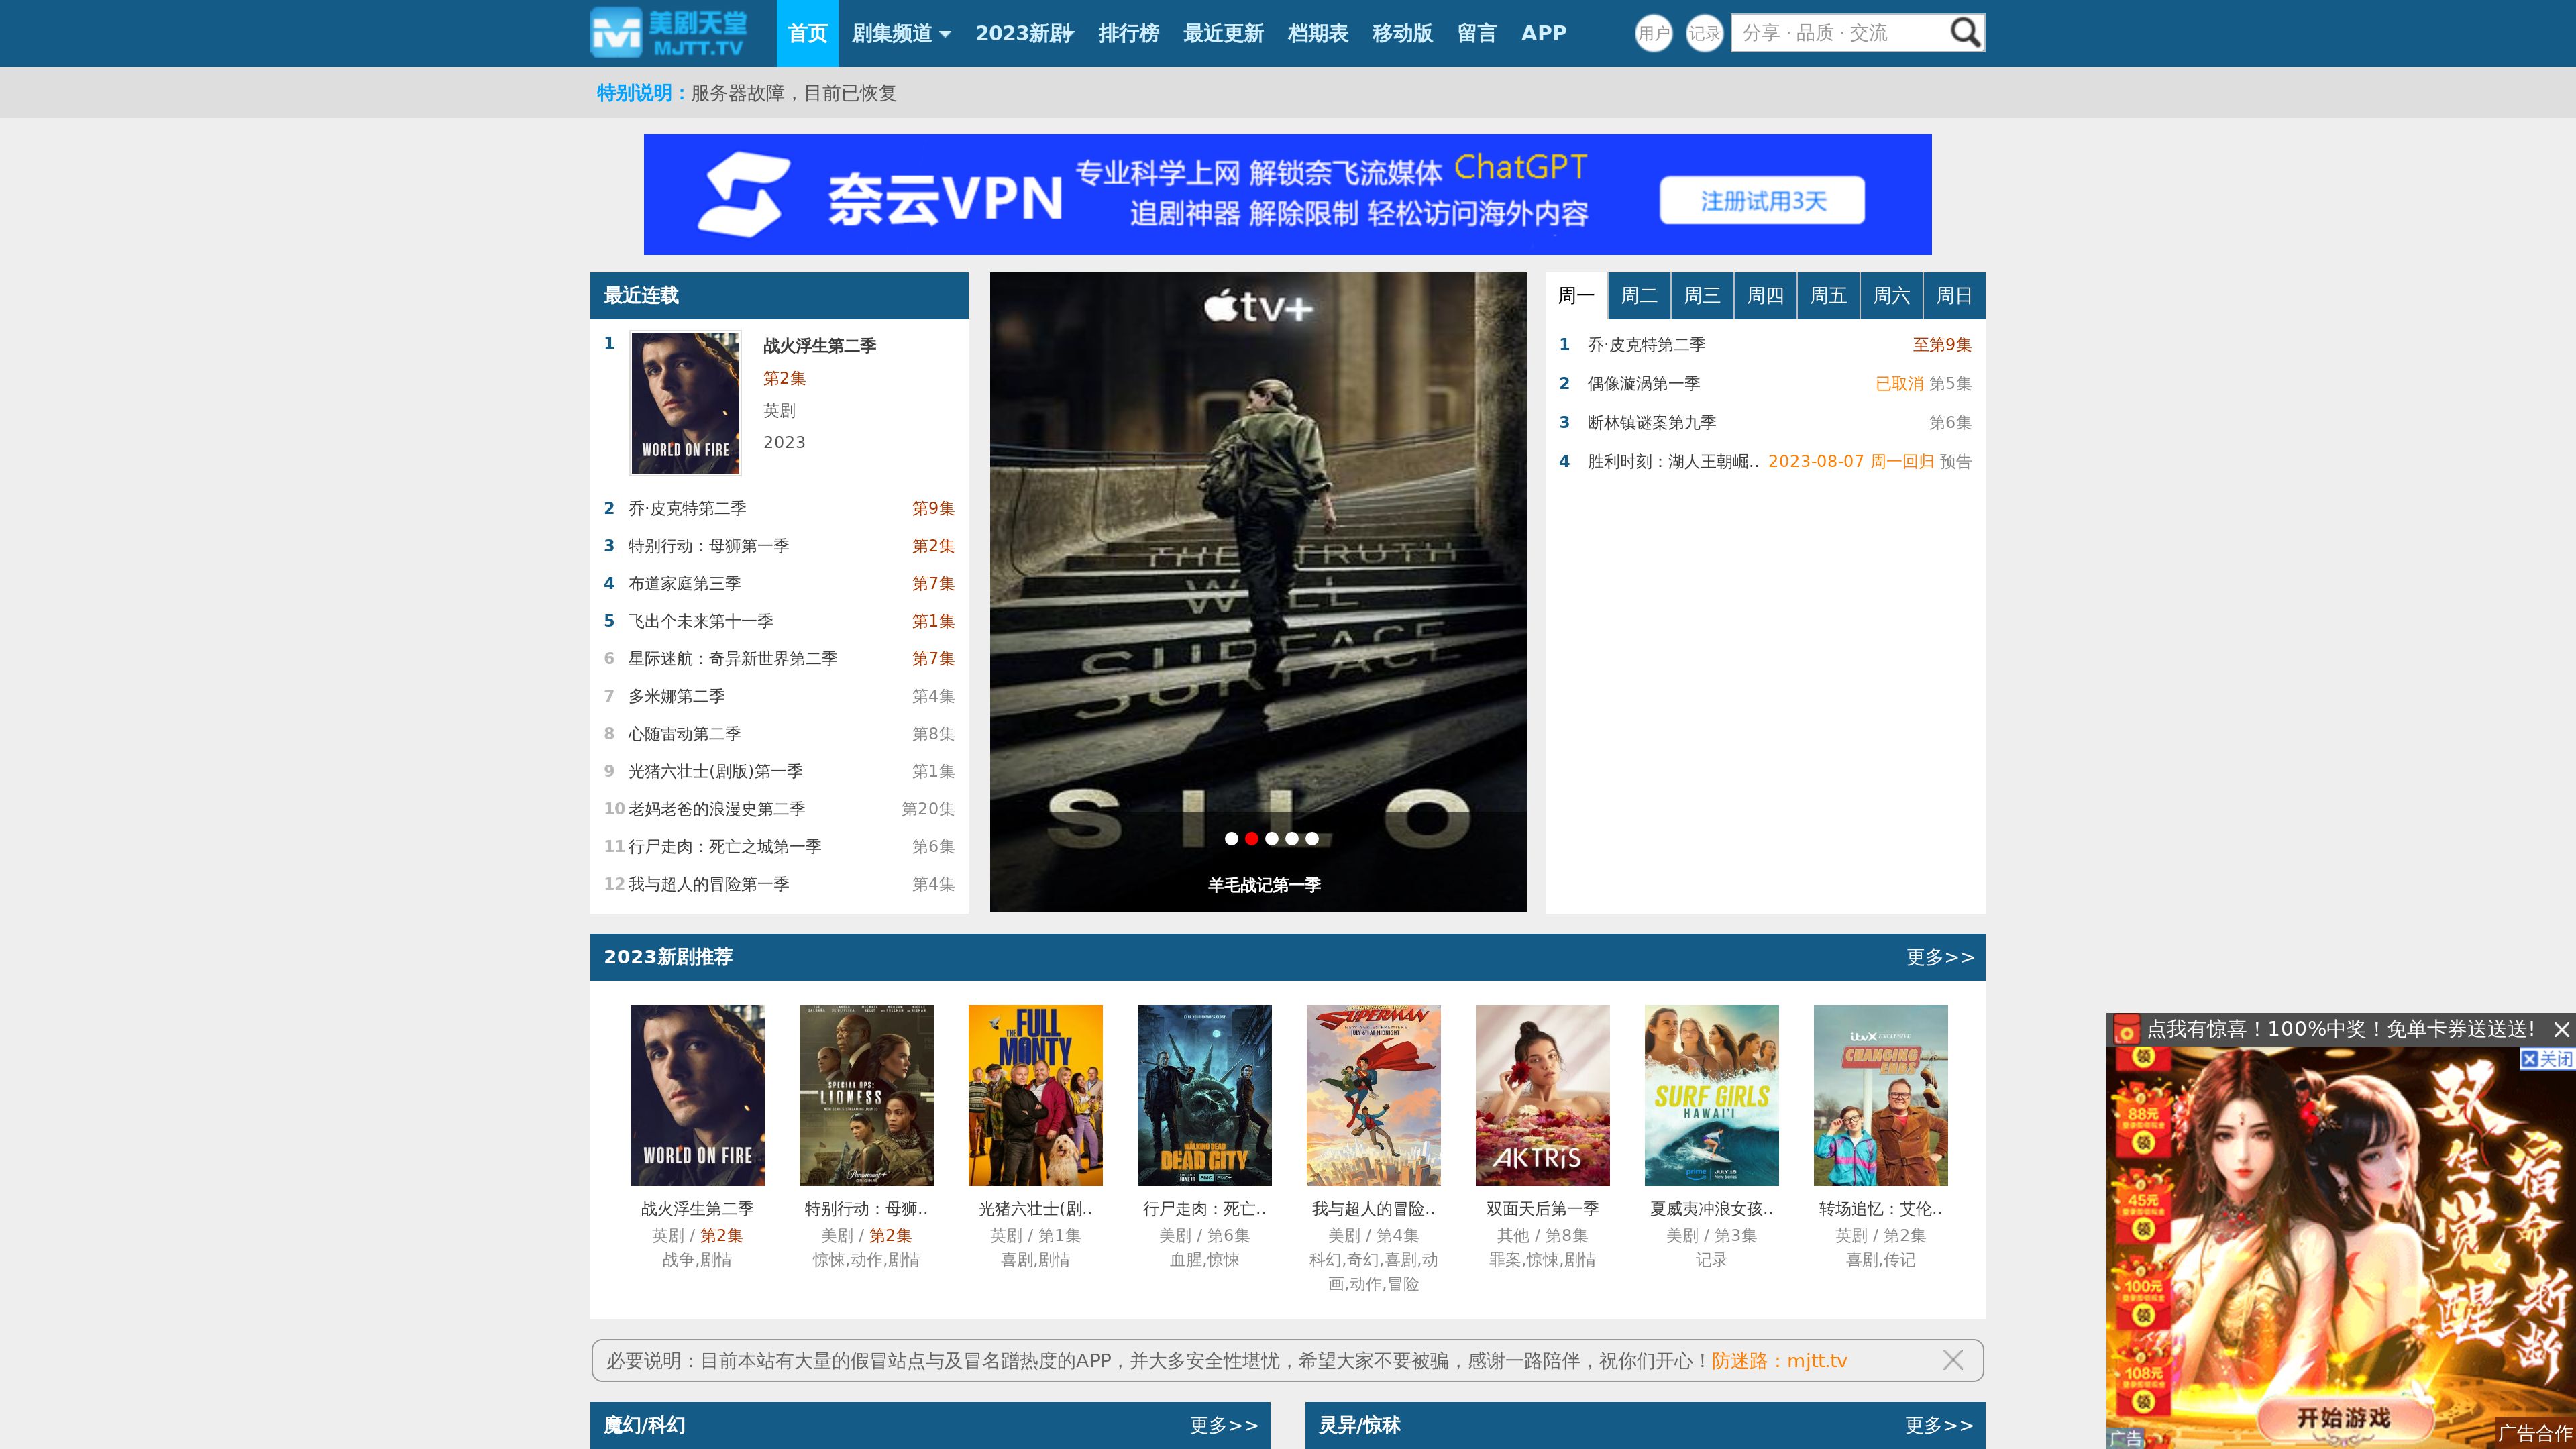 美剧天堂
MJTT.TV
首页 剧集频道 2023新剧 排行榜 最近更新 档期表 移动版 留言 APP
用户 记录 分享 · 品质 · 交流
特别说明：服务器故障，目前已恢复
奈云VPN 专业科学上网 解锁奈飞流媒体 ChatGPT
追剧神器 解除限制 轻松访问海外内容
注册试用3天
最近连载
1 战火浮生第二季
第2集
英剧
2023
WORLD ON FIRE
2 乔·皮克特第二季 第9集
3 特别行动：母狮第一季 第2集
4 布道家庭第三季 第7集
5 飞出个未来第十一季 第1集
6 星际迷航：奇异新世界第二季 第7集
7 多米娜第二季 第4集
8 心随雷动第二季 第8集
9 光猪六壮士(剧版)第一季 第1集
10 老妈老爸的浪漫史第二季 第20集
11 行尸走肉：死亡之城第一季 第6集
12 我与超人的冒险第一季 第4集
tv+
THE TRUTH
WILL
SURFACE
SILO
羊毛战记第一季
周一 周二 周三 周四 周五 周六 周日
1 乔·皮克特第二季 至第9集
2 偶像漩涡第一季 已取消 第5集
3 断林镇谜案第九季 第6集
4 胜利时刻：湖人王朝崛.. 2023-08-07 周一回归 预告
2023新剧推荐 更多>>
WORLD ON FIRE
SPECIAL OPS:
LIONESS
Paramount+
THE FULL
MONTY
THE WALKING DEAD
DEAD CITY
JUNE 18 AMC AMC+
SUPERMAN
NEW SERIES PREMIERE
JULY 6TH AT MIDNIGHT
AKTRIS
SURF GIRLS
HAWAI'I
prime JULY 18
itvX EXCLUSIVE
CHANGING
ENDS
战火浮生第二季 特别行动：母狮.. 光猪六壮士(剧.. 行尸走肉：死亡.. 我与超人的冒险.. 双面天后第一季 夏威夷冲浪女孩.. 转场追忆：艾伦..
英剧 / 第2集 美剧 / 第2集 英剧 / 第1集 美剧 / 第6集 美剧 / 第4集 其他 / 第8集 美剧 / 第3集 英剧 / 第2集
战争,剧情 惊悚,动作,剧情 喜剧,剧情 血腥,惊悚 科幻,奇幻,喜剧,动 罪案,惊悚,剧情 记录 喜剧,传记
画,动作,冒险
必要说明：目前本站有大量的假冒站点与及冒名蹭热度的APP，并大多安全性堪忧，希望大家不要被骗，感谢一路陪伴，祝你们开心！防迷路：mjtt.tv
魔幻/科幻 更多>>
灵异/惊秫 更多>>
点我有惊喜！100%中奖！免单卡券送送送!
关闭
领
88元
领
45元
领
100元
领
108元
领
双生觉醒
宿命斩断
开始游戏
广告
广告合作